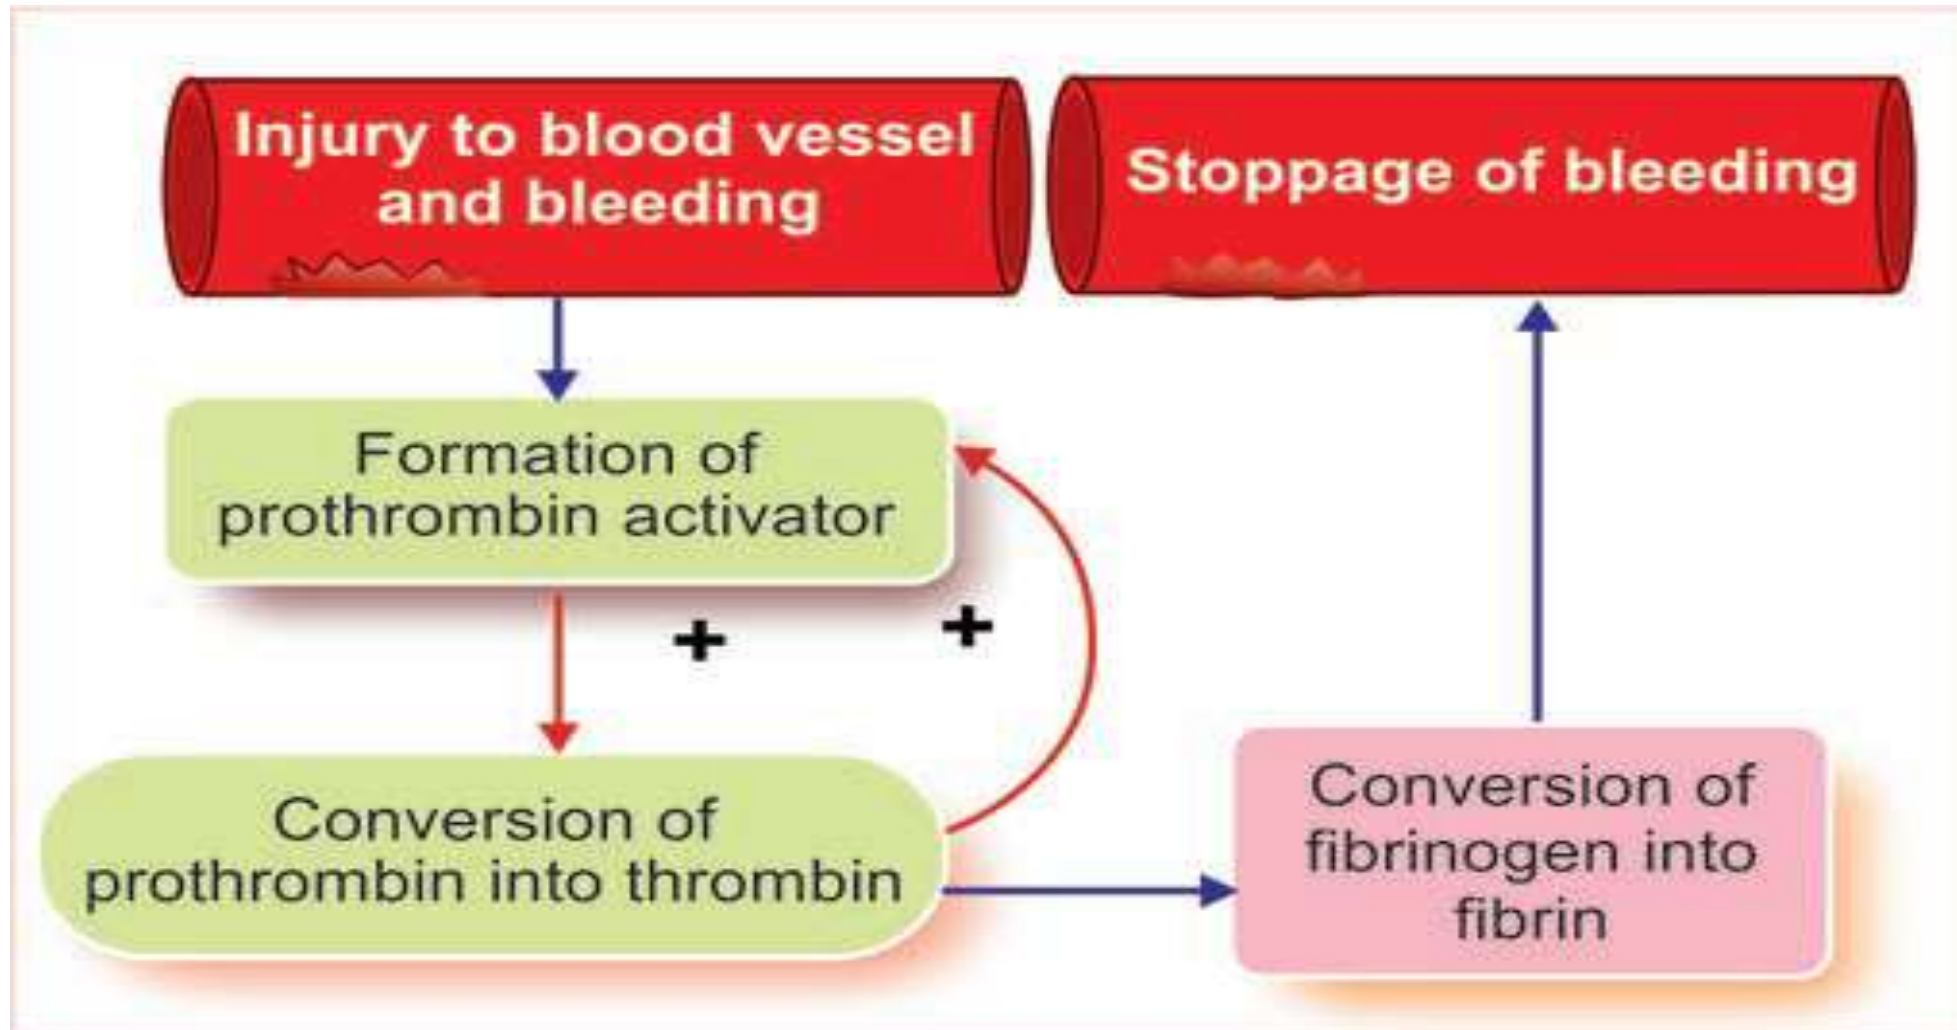 Injury to blood vessel
and bleeding
Stoppage of bleeding
Formation of
prothrombin activator
+
+
Conversion of
prothrombin into thrombin
Conversion of
fibrinogen into
fibrin